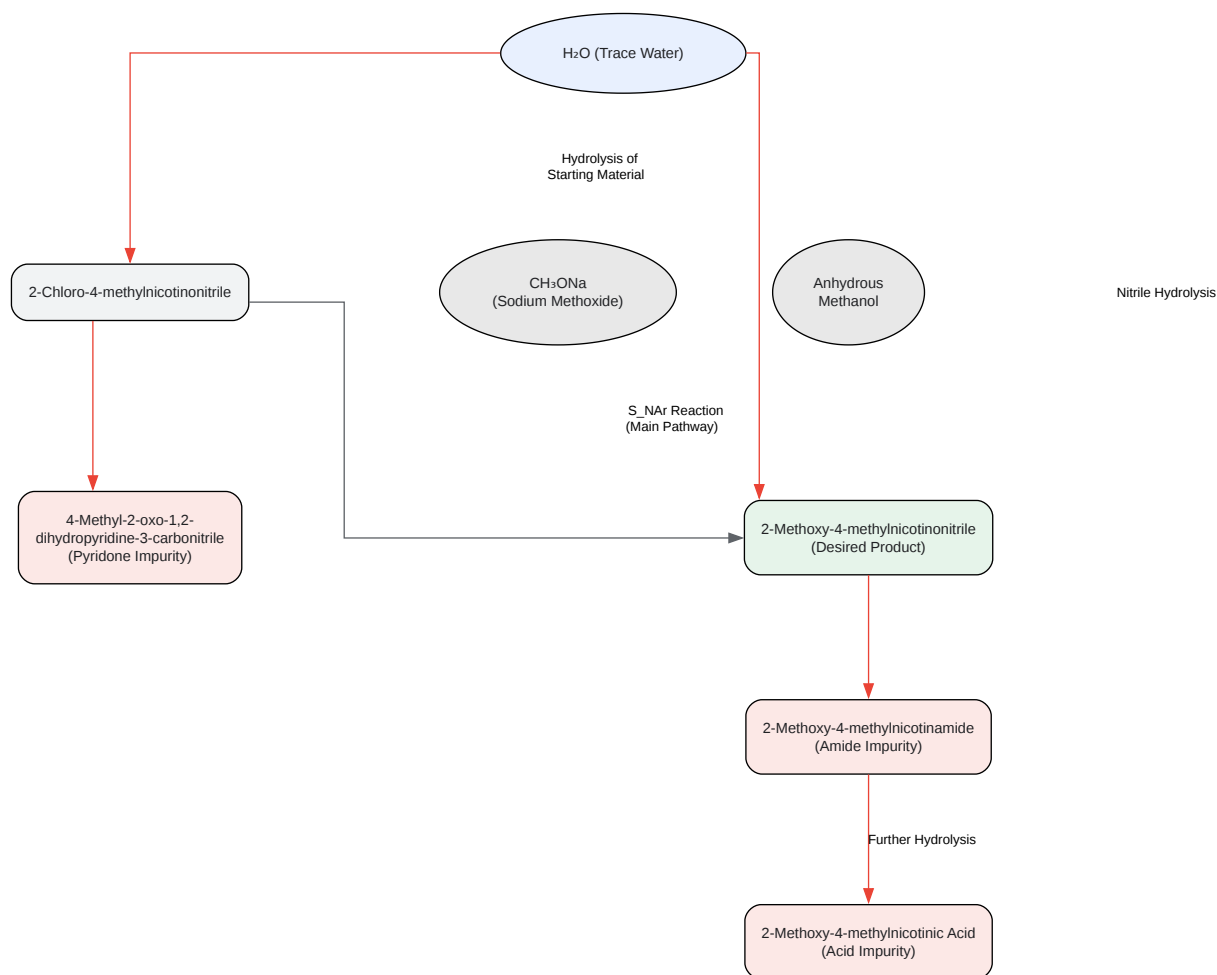 H₂O (Trace Water)
Hydrolysis of
Starting Material
2-Chloro-4-methylnicotinonitrile
CH₃ONa
(Sodium Methoxide)
Anhydrous
Methanol
Nitrile Hydrolysis
S_NAr Reaction
(Main Pathway)
4-Methyl-2-oxo-1,2-
dihydropyridine-3-carbonitrile
(Pyridone Impurity)
2-Methoxy-4-methylnicotinonitrile
(Desired Product)
2-Methoxy-4-methylnicotinamide
(Amide Impurity)
Further Hydrolysis
2-Methoxy-4-methylnicotinic Acid
(Acid Impurity)